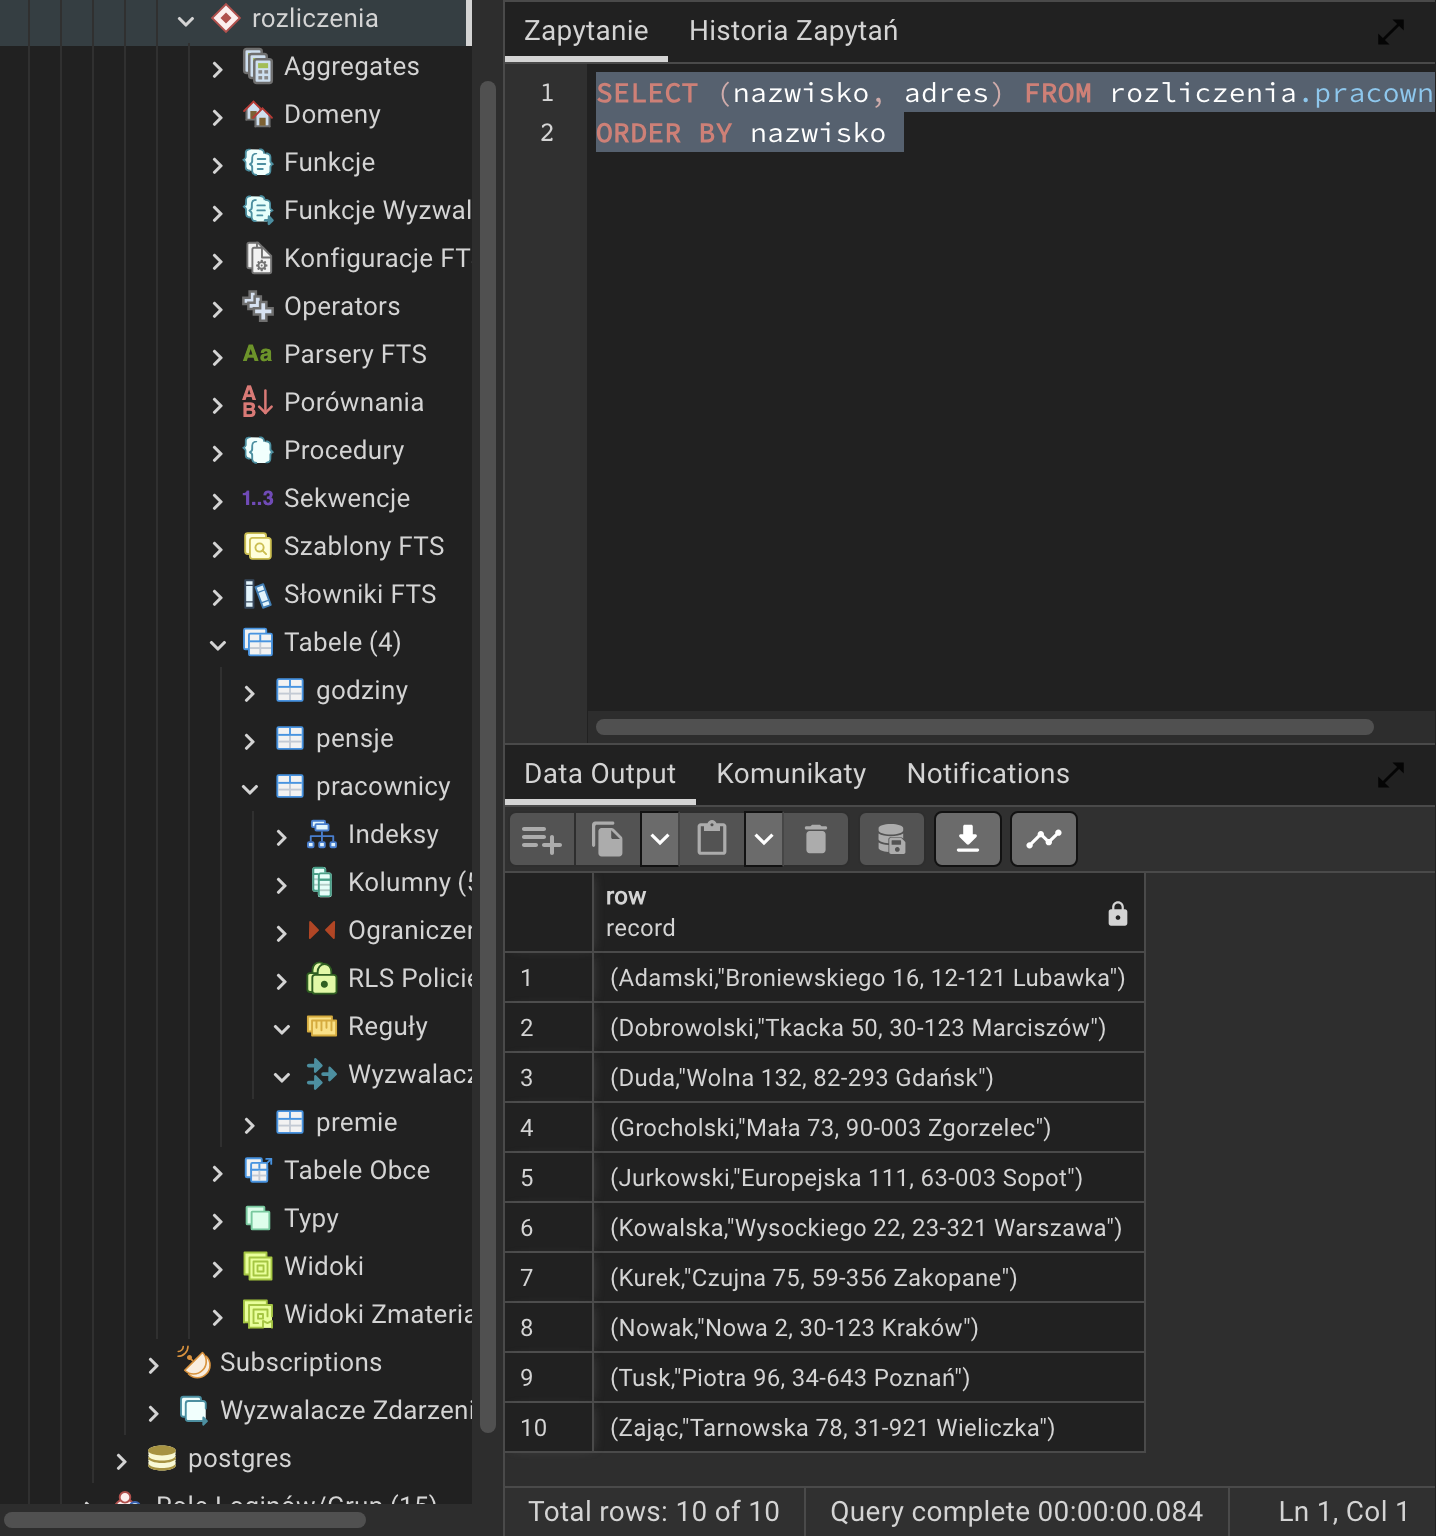 rozliczenia
Aggregates
Domeny
Funkcje
Funkcje Wyzwal
Konfiguracje FT
Operators
Aa Parsery FTS
A B Porównania
Procedury
1..3 Sekwencje
Szablony FTS
Słowniki FTS
Tabele (4)
godziny
pensje
pracownicy
Indeksy
Kolumny (5
Ograniczer
RLS Policie
Reguły
Wyzwalacz
premie
Tabele Obce
Typy
Widoki
Widoki Zmateria
Subscriptions
Wyzwalacze Zdarzeni
postgres
Role Loginów/Grup (15)
Zapytanie Historia Zapytań
1 SELECT (nazwisko, adres) FROM rozliczenia.pracown
2 ORDER BY nazwisko
Data Output Komunikaty Notifications
row
record
1 (Adamski,"Broniewskiego 16, 12-121 Lubawka")
2 (Dobrowolski,"Tkacka 50, 30-123 Marciszów")
3 (Duda,"Wolna 132, 82-293 Gdańsk")
4 (Grocholski,"Mała 73, 90-003 Zgorzelec")
5 (Jurkowski,"Europejska 111, 63-003 Sopot")
6 (Kowalska,"Wysockiego 22, 23-321 Warszawa")
7 (Kurek,"Czujna 75, 59-356 Zakopane")
8 (Nowak,"Nowa 2, 30-123 Kraków")
9 (Tusk,"Piotra 96, 34-643 Poznań")
10 (Zając,"Tarnowska 78, 31-921 Wieliczka")
Total rows: 10 of 10 Query complete 00:00:00.084 Ln 1, Col 1